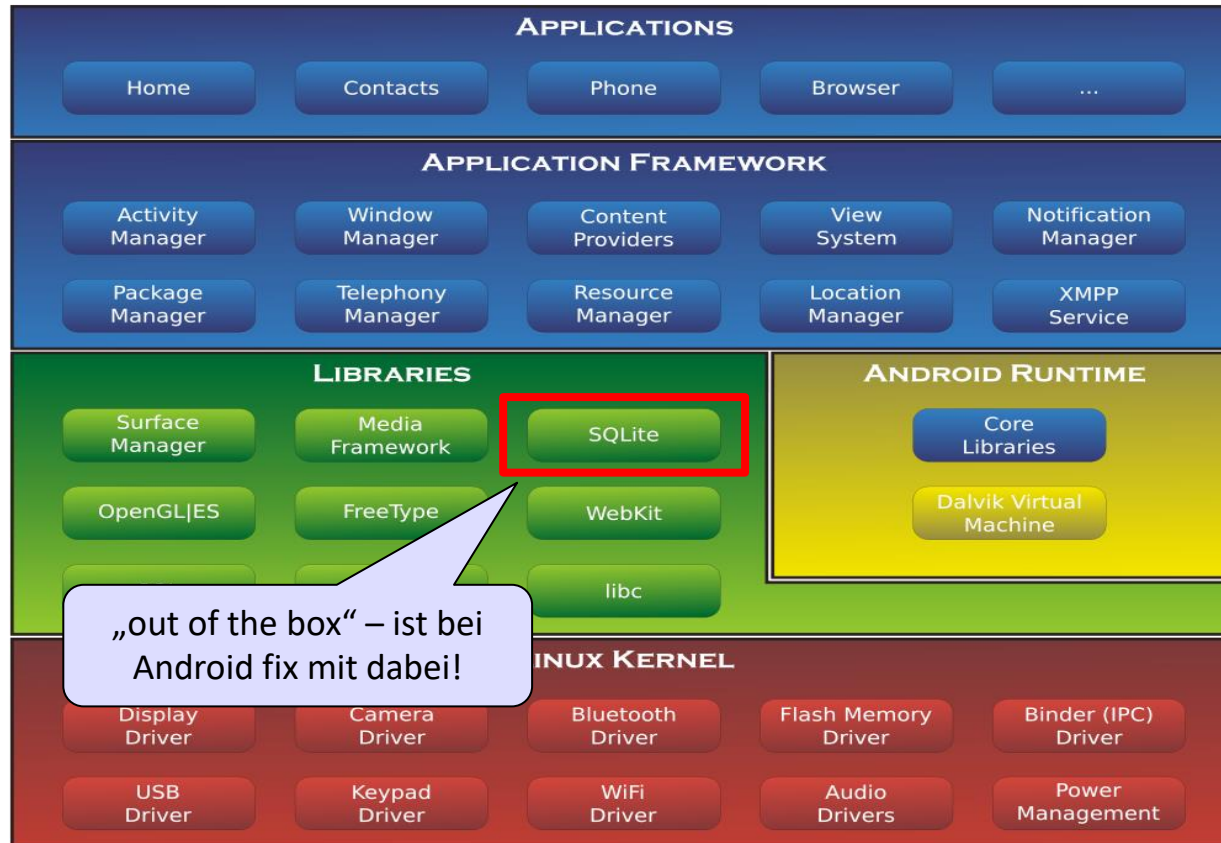 APPLICATIONS
Home
Contacts
Phone
Browser
...
APPLICATION FRAMEWORK
Activity
Manager
Window
Manager
Content
Providers
View
System
Notification
Manager
Package
Manager
Telephony
Manager
Resource
Manager
Location
Manager
XMPP
Service
LIBRARIES
Surface
Manager
Media
Framework
SQLite
OpenGL|ES
FreeType
WebKit
libc
ANDROID RUNTIME
Core
Libraries
Dalvik Virtual
Machine
„out of the box“ – ist bei
Android fix mit dabei!
INUX KERNEL
Display
Driver
Camera
Driver
Bluetooth
Driver
Flash Memory
Driver
Binder (IPC)
Driver
USB
Driver
Keypad
Driver
WiFi
Driver
Audio
Drivers
Power
Management